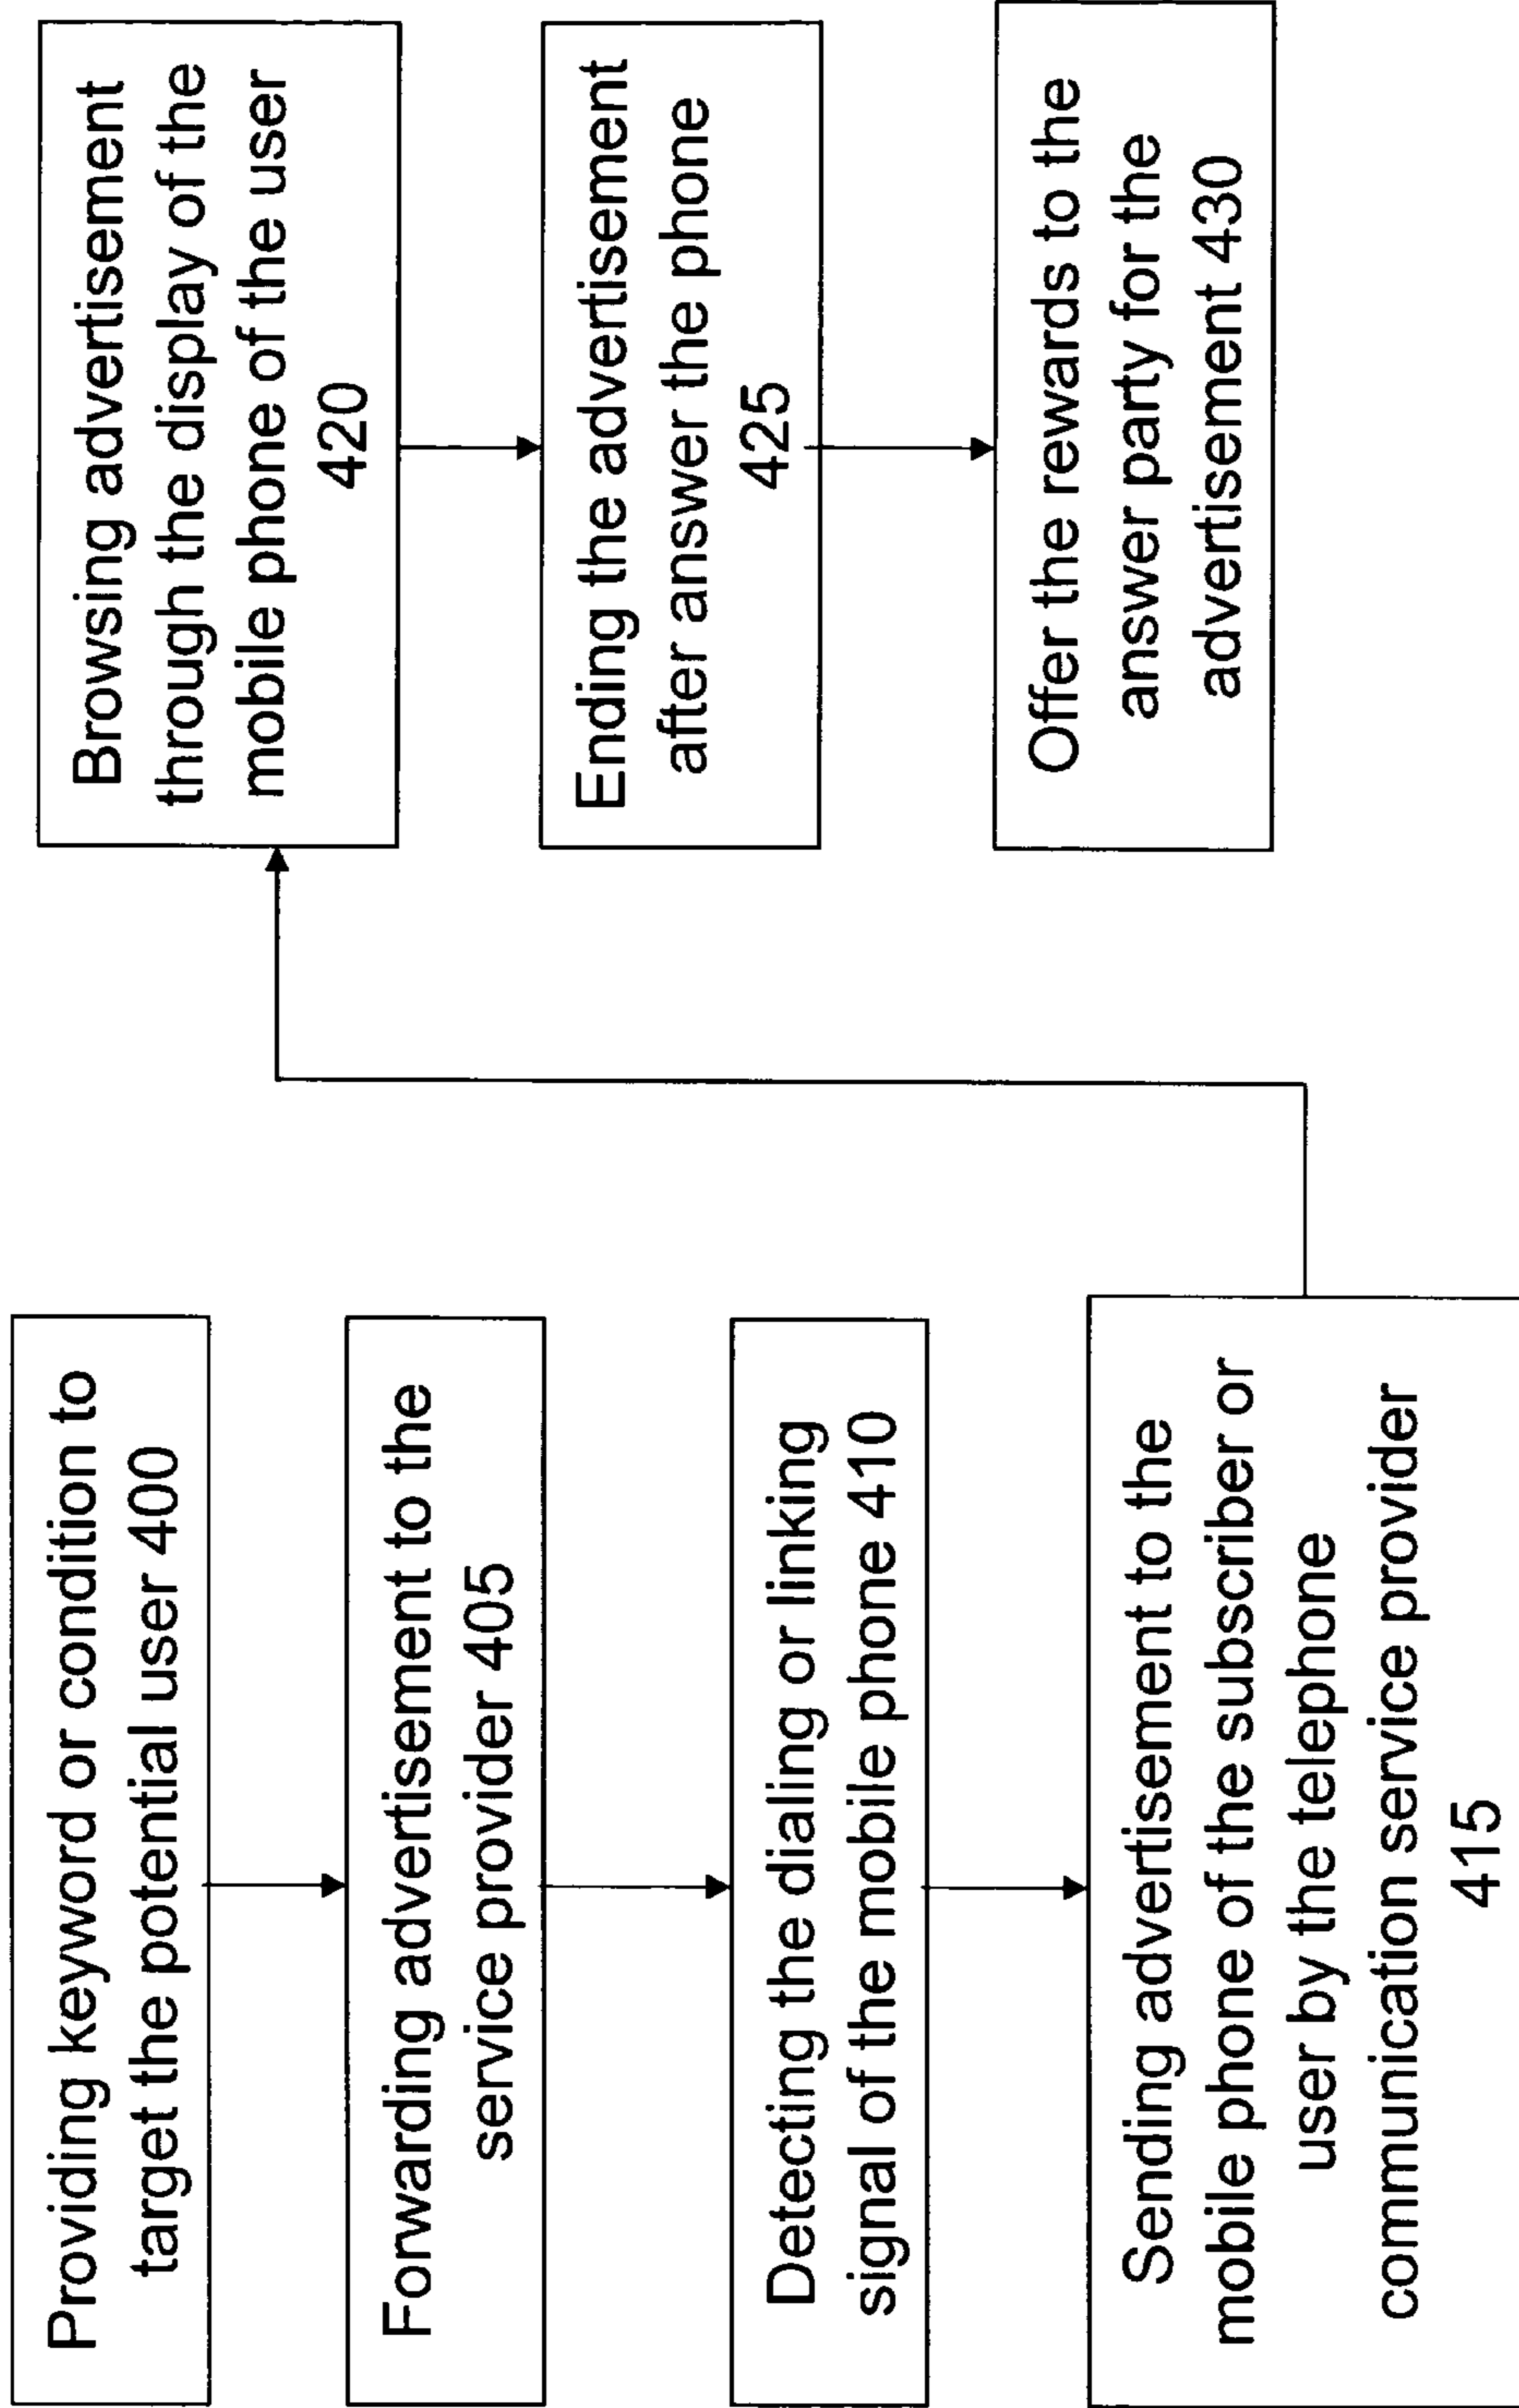 Providing keyword or condition to
target the potential user 400
Forwarding advertisement to the
service provider 405
Detecting the dialing or linking
signal of the mobile phone 410
Sending advertisement to the
mobile phone of the subscriber or
user by the telephone
communication service provider
415
Browsing advertisement
through the display of the
mobile phone of the user
420
Ending the advertisement
after answer the phone
425
Offer the rewards to the
answer party for the
advertisement 430